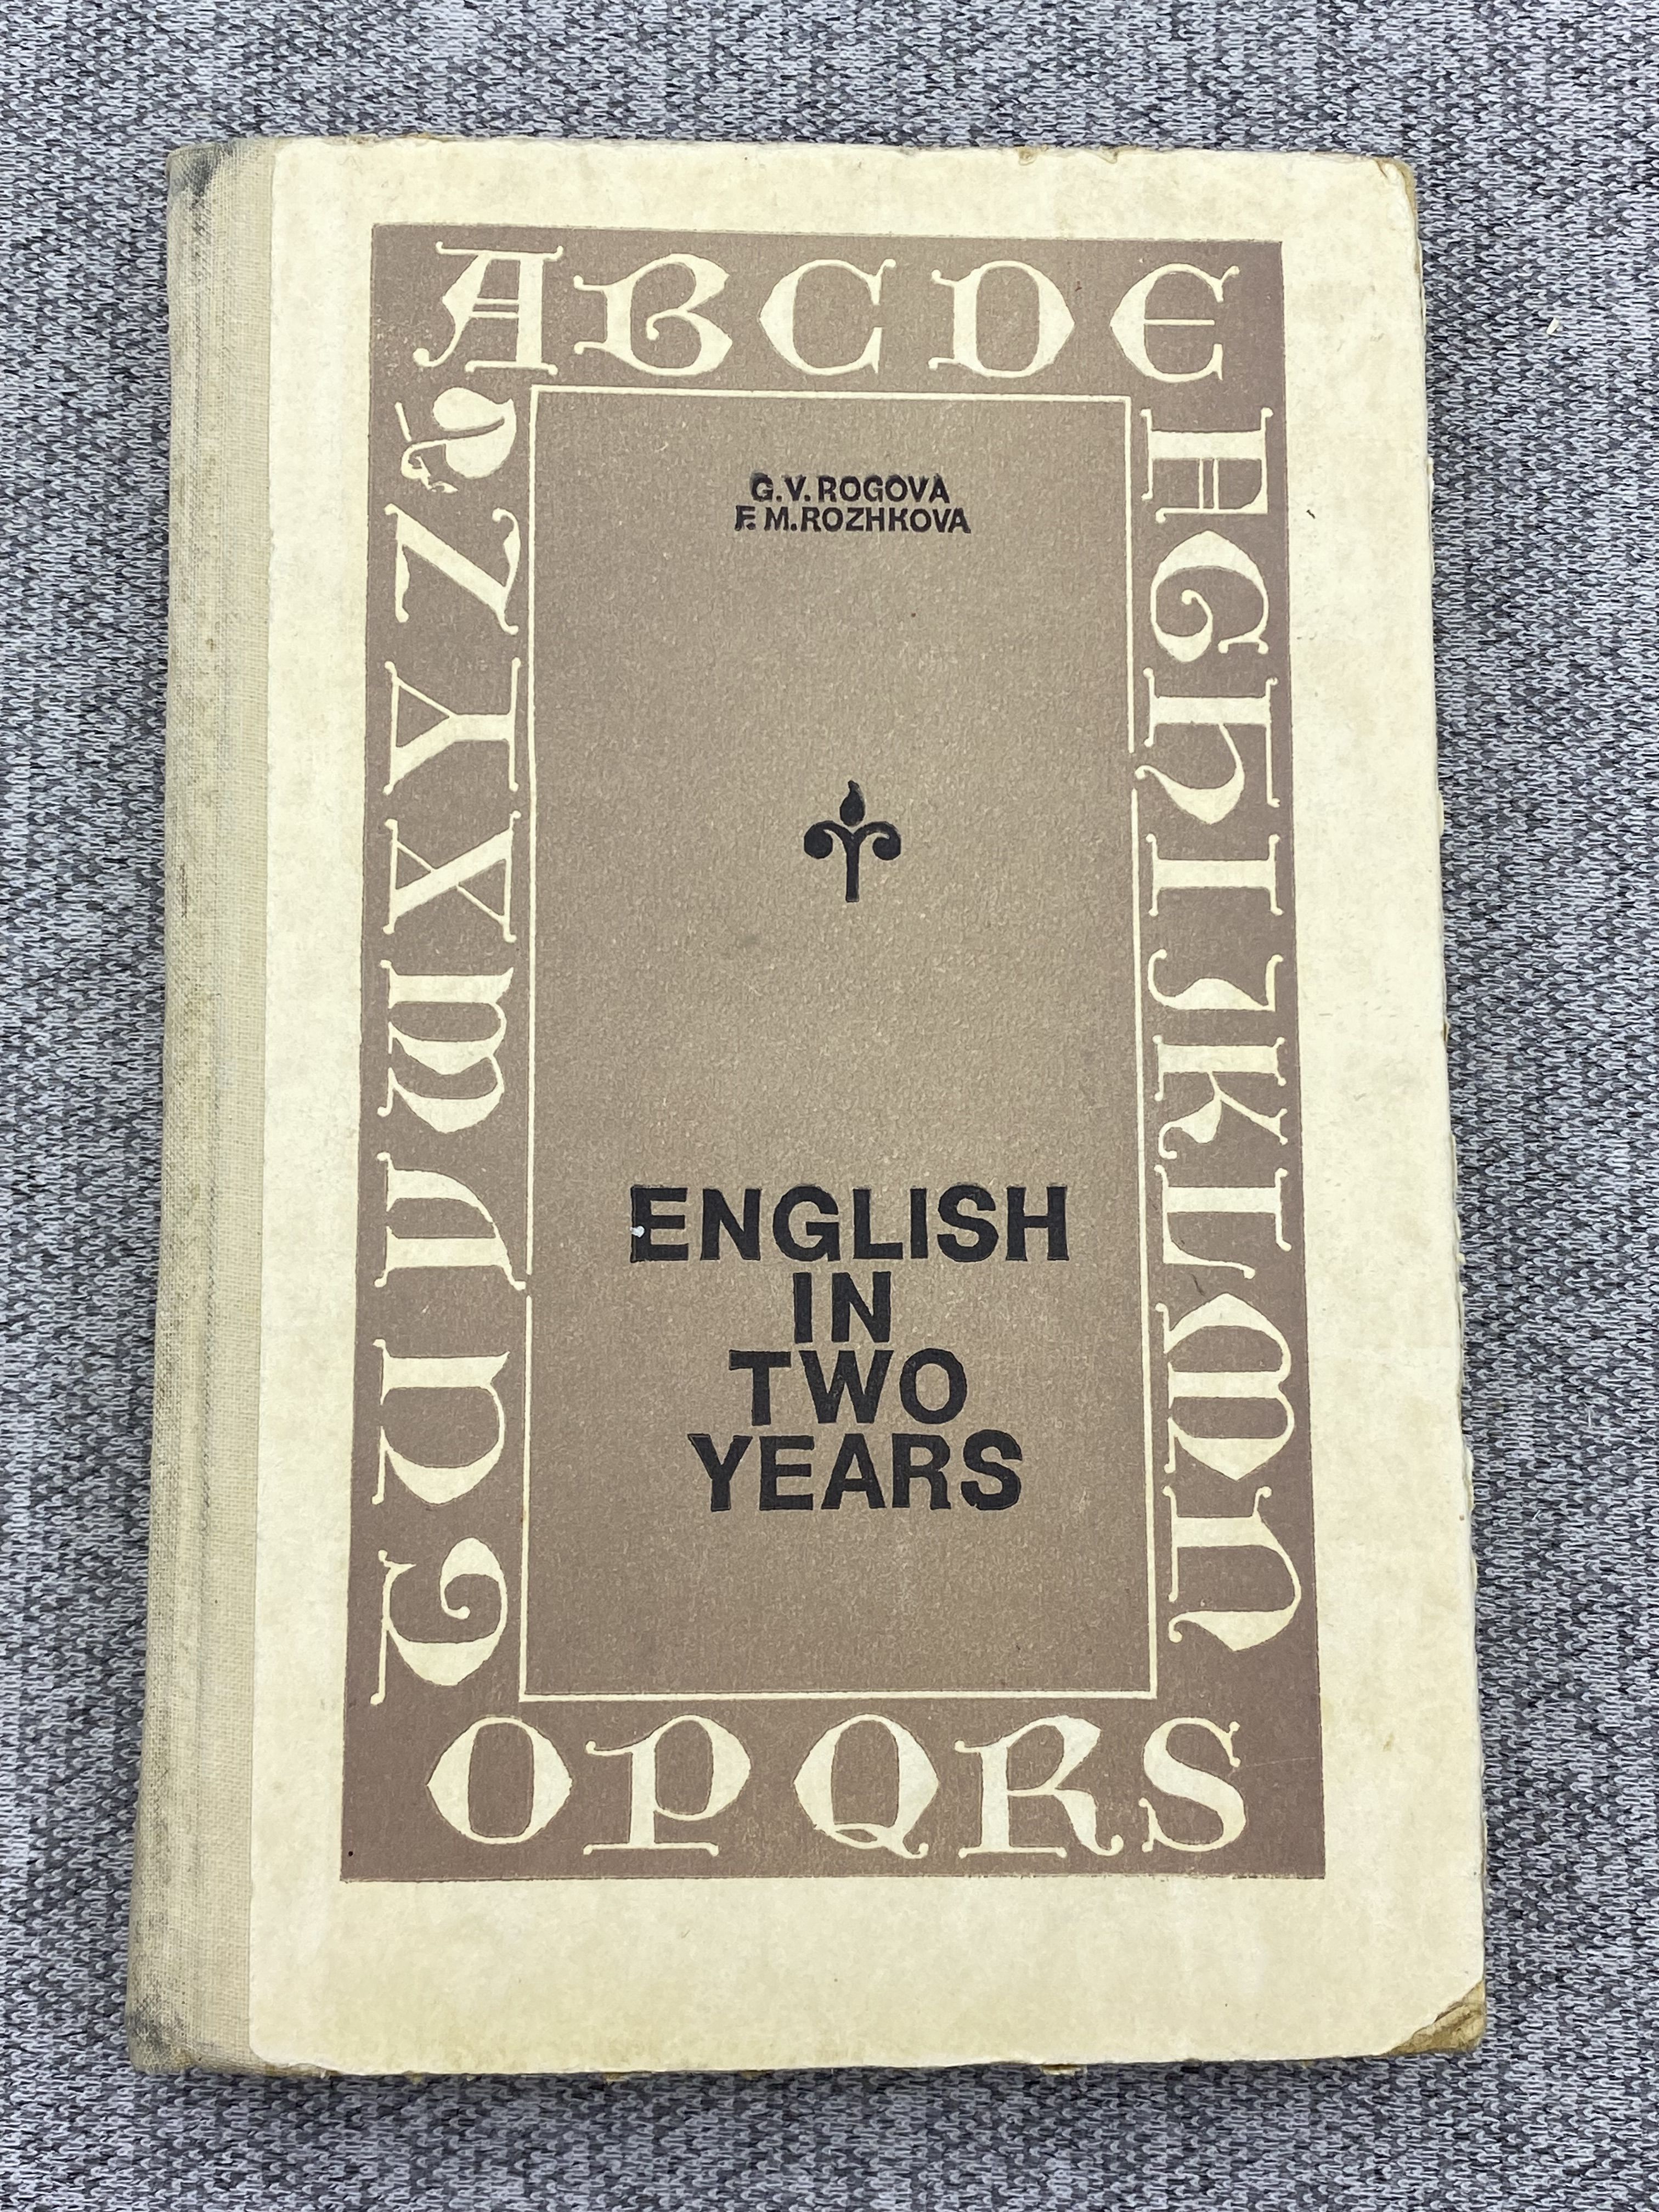 A B C D E
F G H I J K L M N
O P Q R S
T U V W X Y Z &
G. V. ROGOVA
F. M. ROZHKOVA
ENGLISH
IN
TWO
YEARS